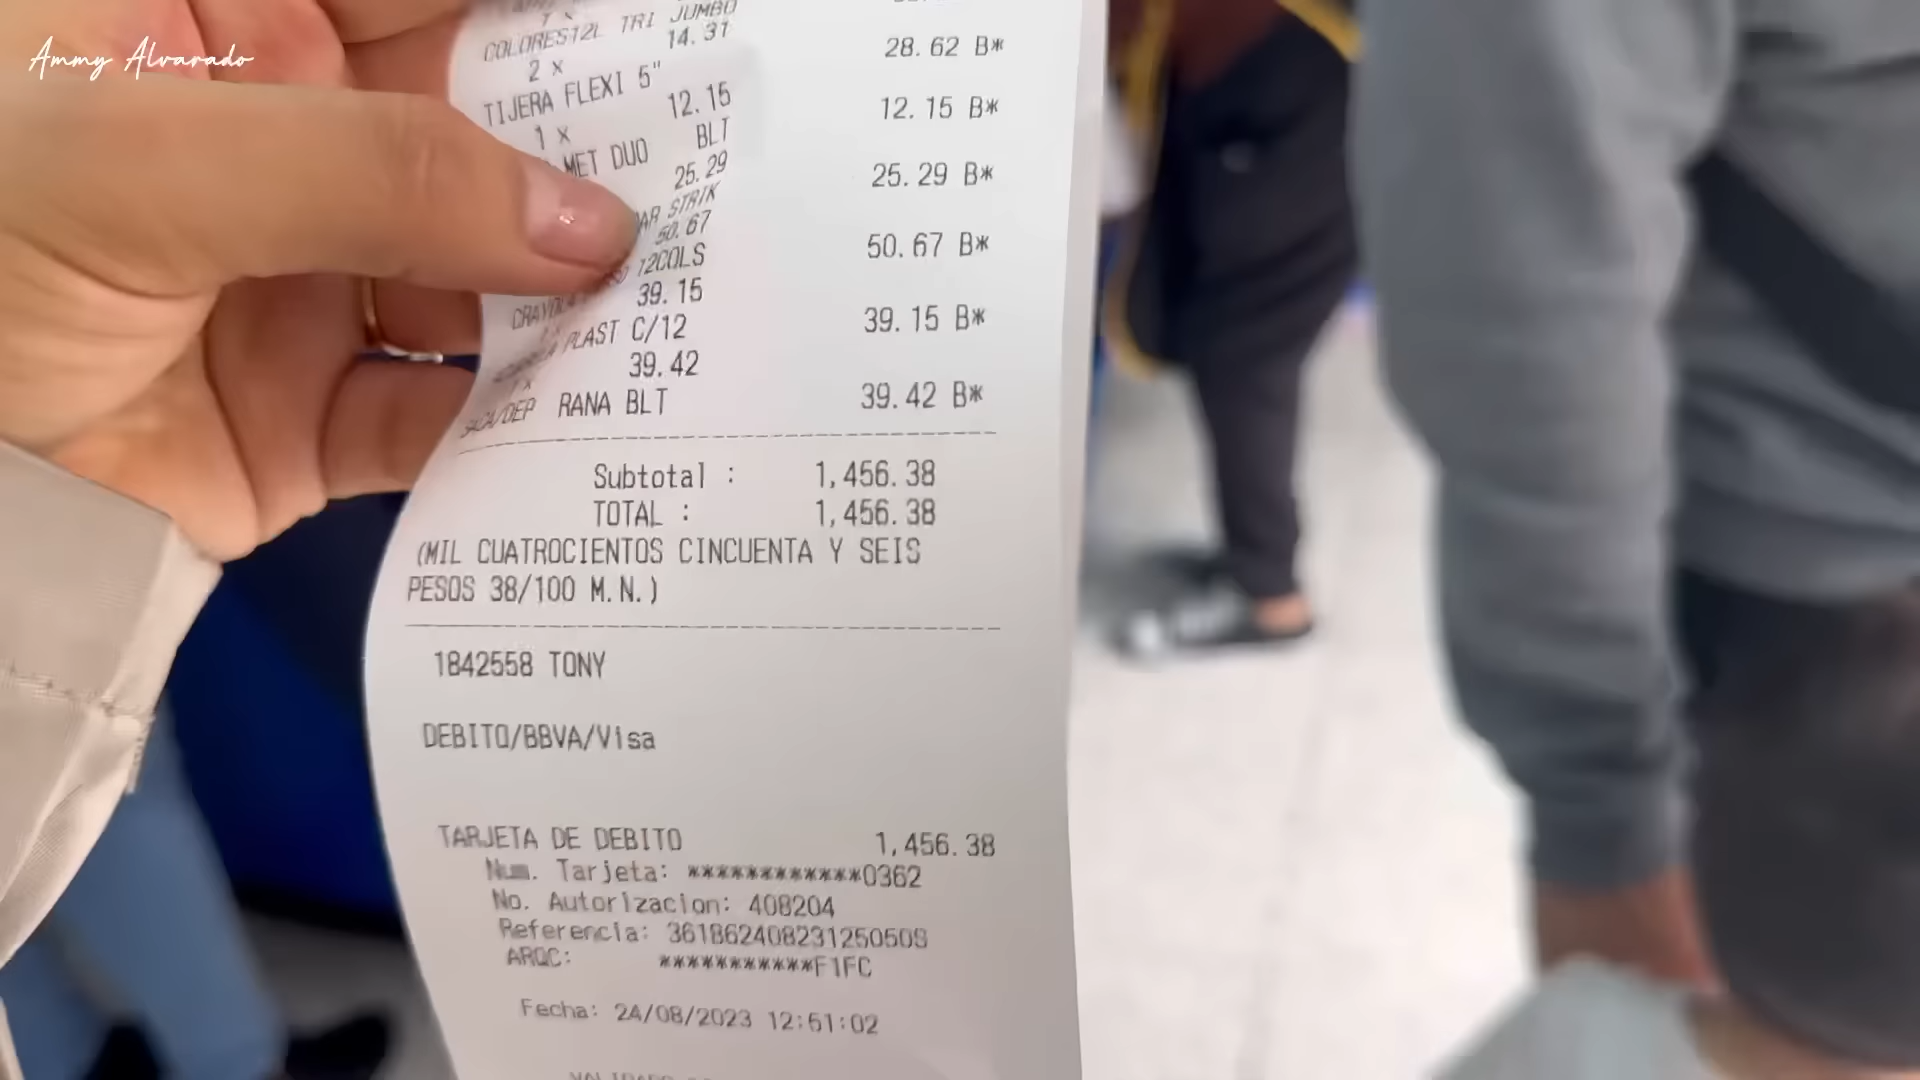 Ammy Alvarado
COLORES12L TRI JUMBO
14.31 28.62 B*
2 x
TIJERA FLEXI 5"
12.15 12.15 B*
1 x
MET DUO BLT
25.29 25.29 B*
STRIK
50.67 50.67 B*
12COLS
39.15 39.15 B*
PLAST C/12
39.42 39.42 B*
1 x
SACA/DEP RANA BLT
Subtotal : 1,456.38
TOTAL : 1,456.38
(MIL CUATROCIENTOS CINCUENTA Y SEIS
PESOS 38/100 M.N.)
1842558 TONY
DEBITO/BBVA/Visa
TARJETA DE DEBITO 1,456.38
Num. Tarjeta: ************0362
No. Autorizacion: 408204
Referencia: 361862408231250509
ARQC: ***********F1FC
Fecha: 24/08/2023 12:51:02